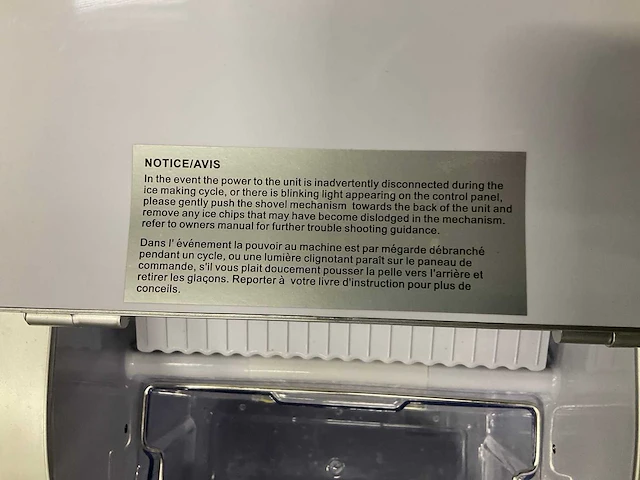 NOTICE/AVIS
In the event the power to the unit is inadvertently disconnected during the
ice making cycle, or there is blinking light appearing on the control panel,
please gently push the shovel mechanism towards the back of the unit and
remove any ice chips that may have become dislodged in the mechanism.
refer to owners manual for further trouble shooting guidance.
Dans l' événement la pouvoir au machine est par mégarde débranché
pendant un cycle, ou une lumière clignotant paraît sur le panneau de
commande, s'il vous plait doucement pousser la pelle vers l'arrière et
retirer les glaçons. Reporter à votre livre d'instruction pour plus de
conceils.